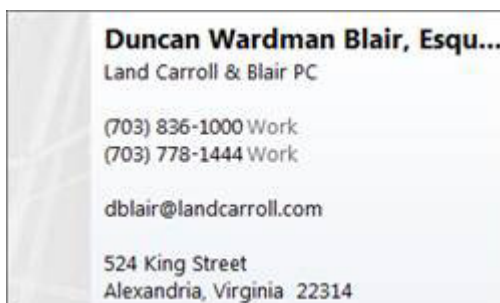 Duncan Wardman Blair, Esqu...
Land Carroll & Blair PC
(703) 836-1000 Work
(703) 778-1444 Work
dblair@landcarroll.com
524 King Street
Alexandria, Virginia  22314